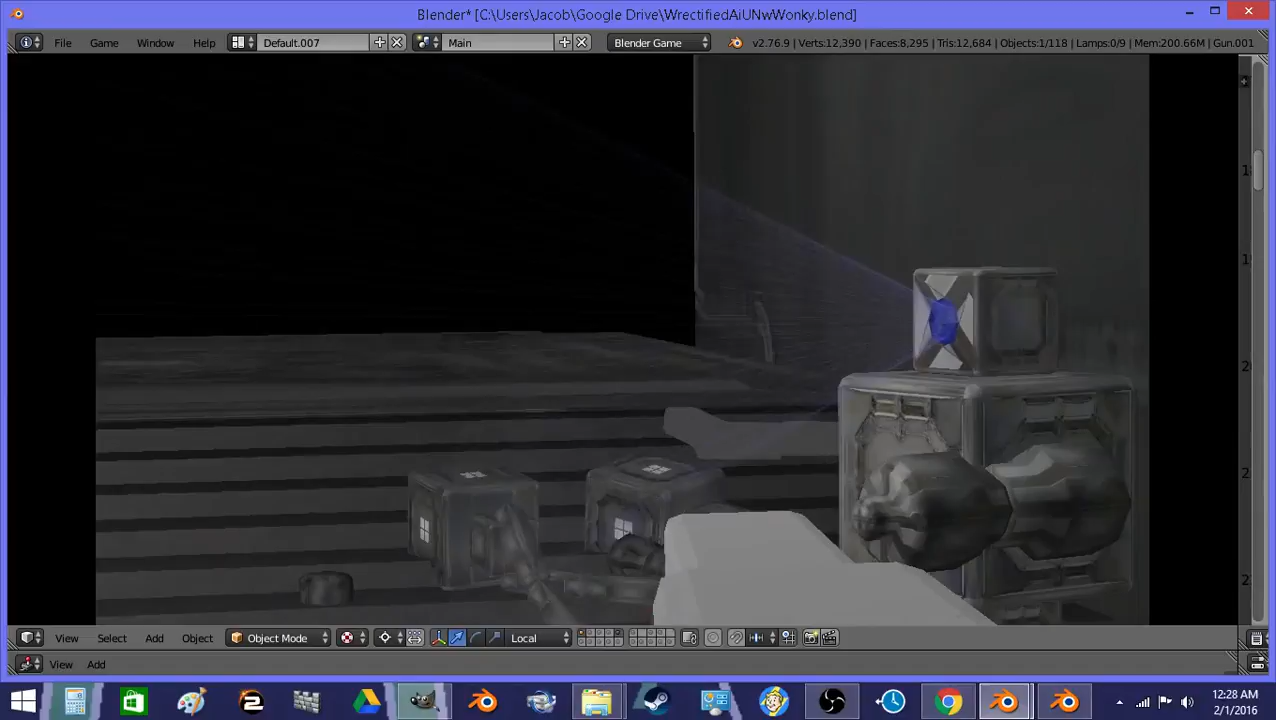 Blender* [C:\Users\Jacob\Google Drive\WrectifiedAiUNwWonky.blend]
File Game Window Help Default.007 Main Blender Game v2.76.9 | Verts:12,390 | Faces:8,295 | Tris:12,684 | Objects:1/118 | Lamps:0/9 | Mem:200.66M | Gun.001
View Select Add Object Object Mode Local
View Add
12:28 AM
2/1/2016